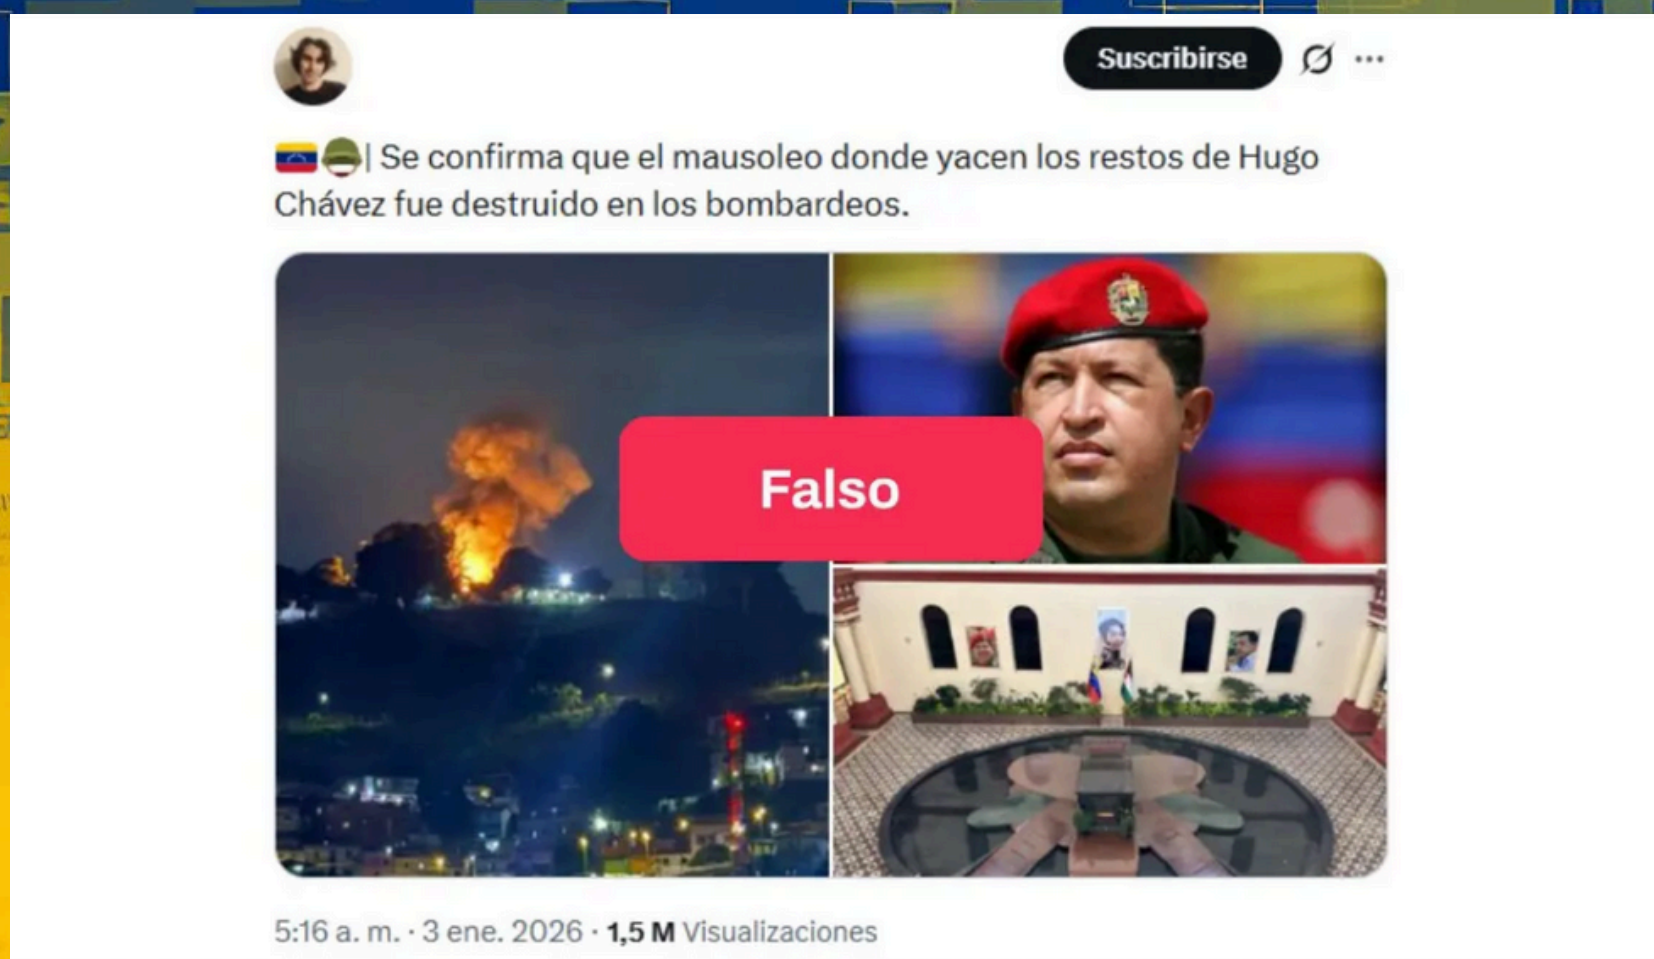 Suscribirse
| Se confirma que el mausoleo donde yacen los restos de Hugo
Chávez fue destruido en los bombardeos.
Falso
5:16 a. m. · 3 ene. 2026 · 1,5 M Visualizaciones